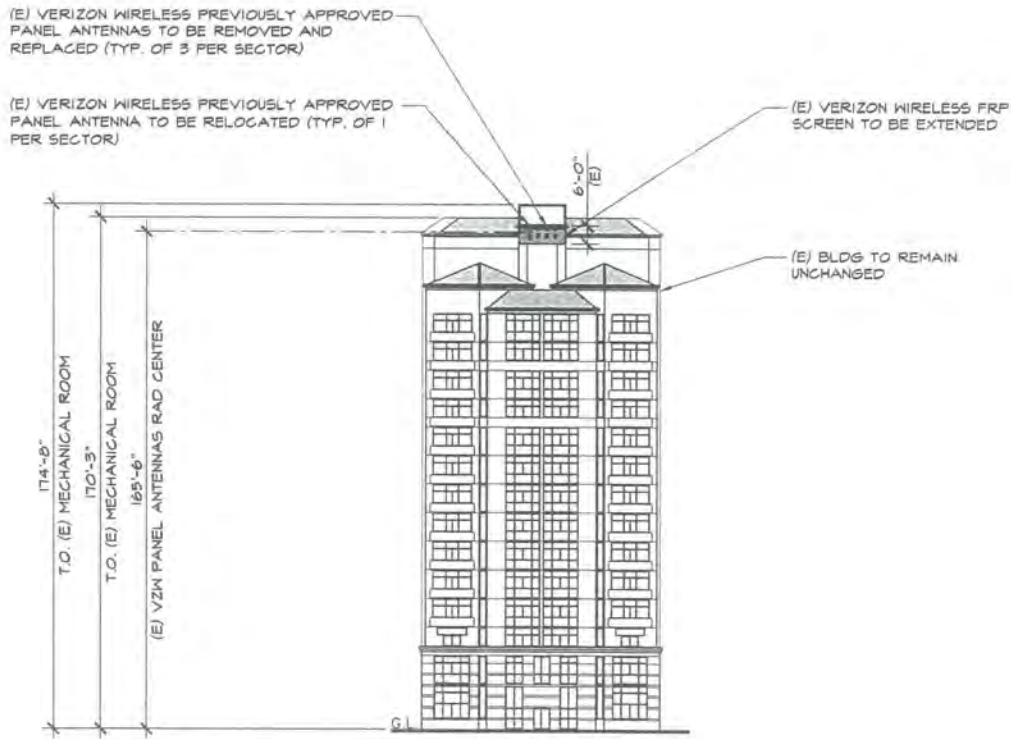 (E) VERIZON WIRELESS PREVIOUSLY APPROVED
PANEL ANTENNAS TO BE REMOVED AND
REPLACED (TYP. OF 3 PER SECTOR)
(E) VERIZON WIRELESS PREVIOUSLY APPROVED
PANEL ANTENNA TO BE RELOCATED (TYP. OF 1
PER SECTOR)
(E) VERIZON WIRELESS FRP
SCREEN TO BE EXTENDED
6'-0"
(E)
(E) BLDG TO REMAIN
UNCHANGED
174'-8"
T.O. (E) MECHANICAL ROOM
170'-3"
T.O. (E) MECHANICAL ROOM
165'-6"
(E) VZW PANEL ANTENNAS RAD CENTER
G.L.